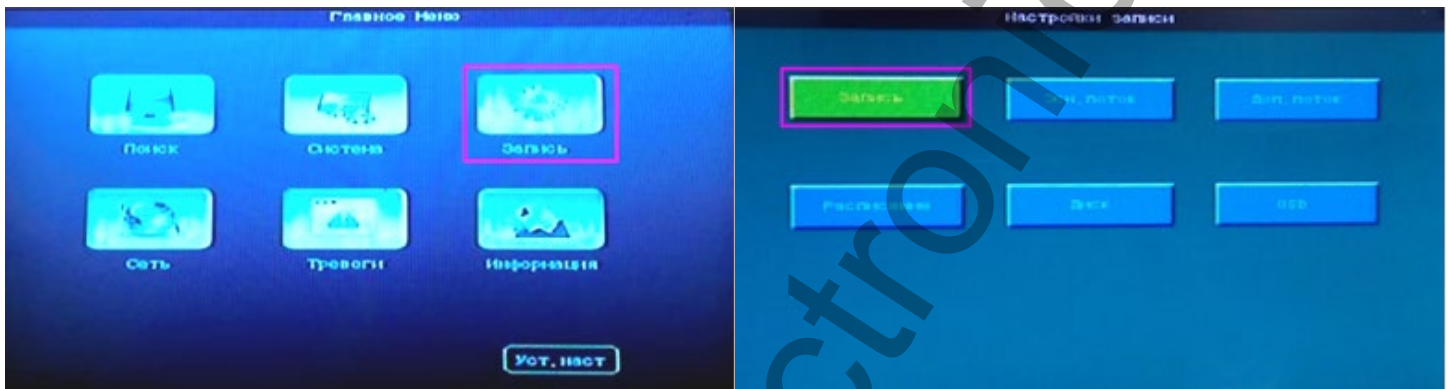 Главное Меню
Поиск Система Запись
Сеть Тревоги Информация
Уст.наст
Настройки записи
Запись поток Доп.поток
Расписание Диск USB
ctroni